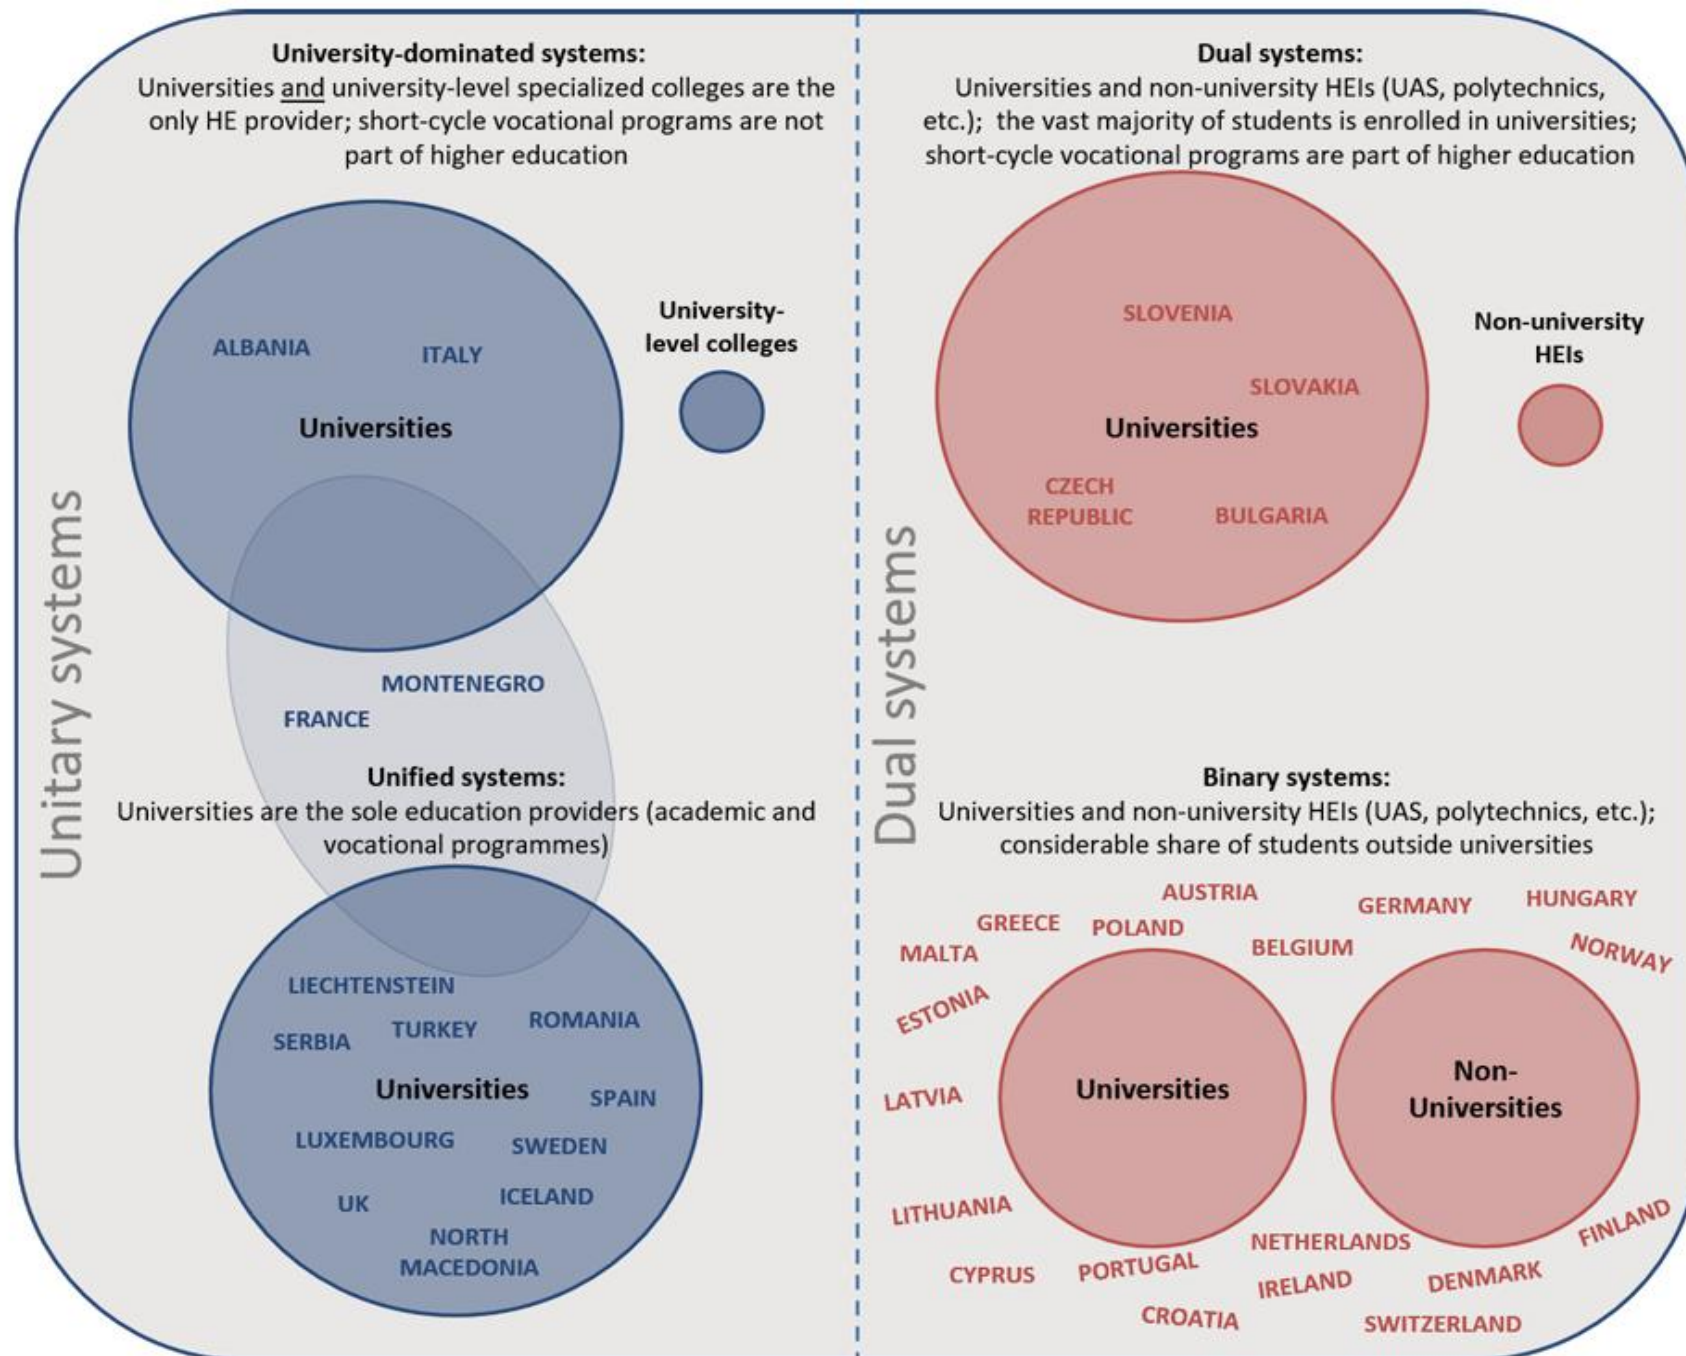 University-dominated systems:
Universities and university-level specialized colleges are the
only HE provider; short-cycle vocational programs are not
part of higher education
ALBANIA
ITALY
Universities
University-
level colleges
MONTENEGRO
FRANCE
Unitary systems
Unified systems:
Universities are the sole education providers (academic and
vocational programmes)
LIECHTENSTEIN
SERBIA
TURKEY
ROMANIA
Universities
SPAIN
LUXEMBOURG
SWEDEN
UK
ICELAND
NORTH
MACEDONIA
Dual systems:
Universities and non-university HEIs (UAS, polytechnics,
etc.); the vast majority of students is enrolled in universities;
short-cycle vocational programs are part of higher education
SLOVENIA
SLOVAKIA
Universities
CZECH
REPUBLIC
BULGARIA
Non-university
HEIs
Dual systems
Binary systems:
Universities and non-university HEIs (UAS, polytechnics, etc.);
considerable share of students outside universities
AUSTRIA
GERMANY
HUNGARY
GREECE
POLAND
BELGIUM
NORWAY
MALTA
ESTONIA
LATVIA
Universities
Non-
Universities
LITHUANIA
FINLAND
NETHERLANDS
CYPRUS
PORTUGAL
IRELAND
DENMARK
CROATIA
SWITZERLAND